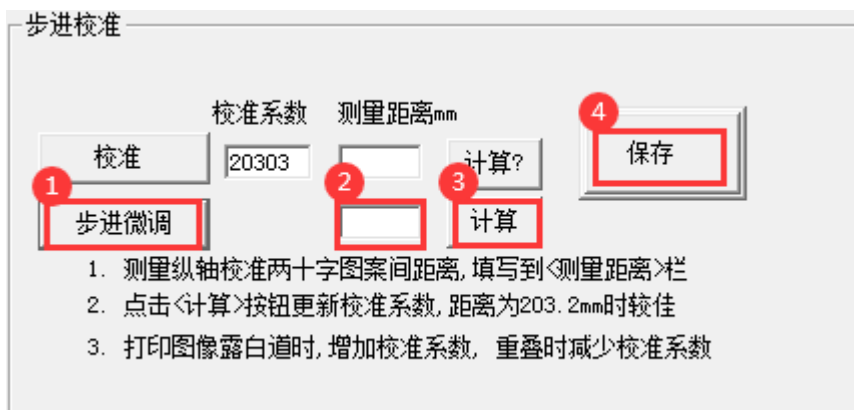 步进校准
校准系数 测量距离mm
4
校准 20303 计算? 保存
1 2 3
步进微调 计算
1. 测量纵轴校准两十字图案间距离,填写到<测量距离>栏
2. 点击<计算>按钮更新校准系数,距离为203.2mm时较佳
3. 打印图像露白道时,增加校准系数, 重叠时减少校准系数